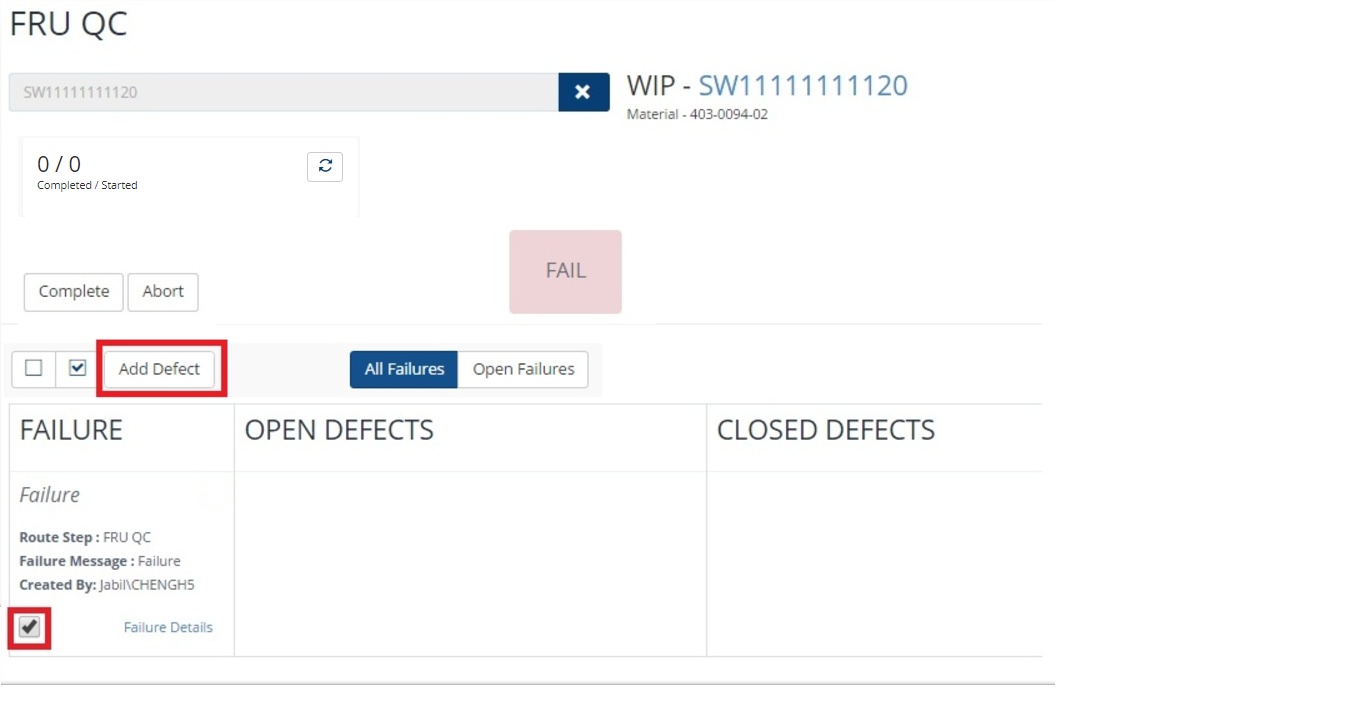 FRU QC
SW11111111120
WIP - SW11111111120
Material - 403-0094-02
0 / 0
Completed / Started
FAIL
Complete Abort
Add Defect All Failures Open Failures
FAILURE OPEN DEFECTS CLOSED DEFECTS
Failure
Route Step : FRU QC
Failure Message : Failure
Created By: Jabil\CHENGH5
Failure Details